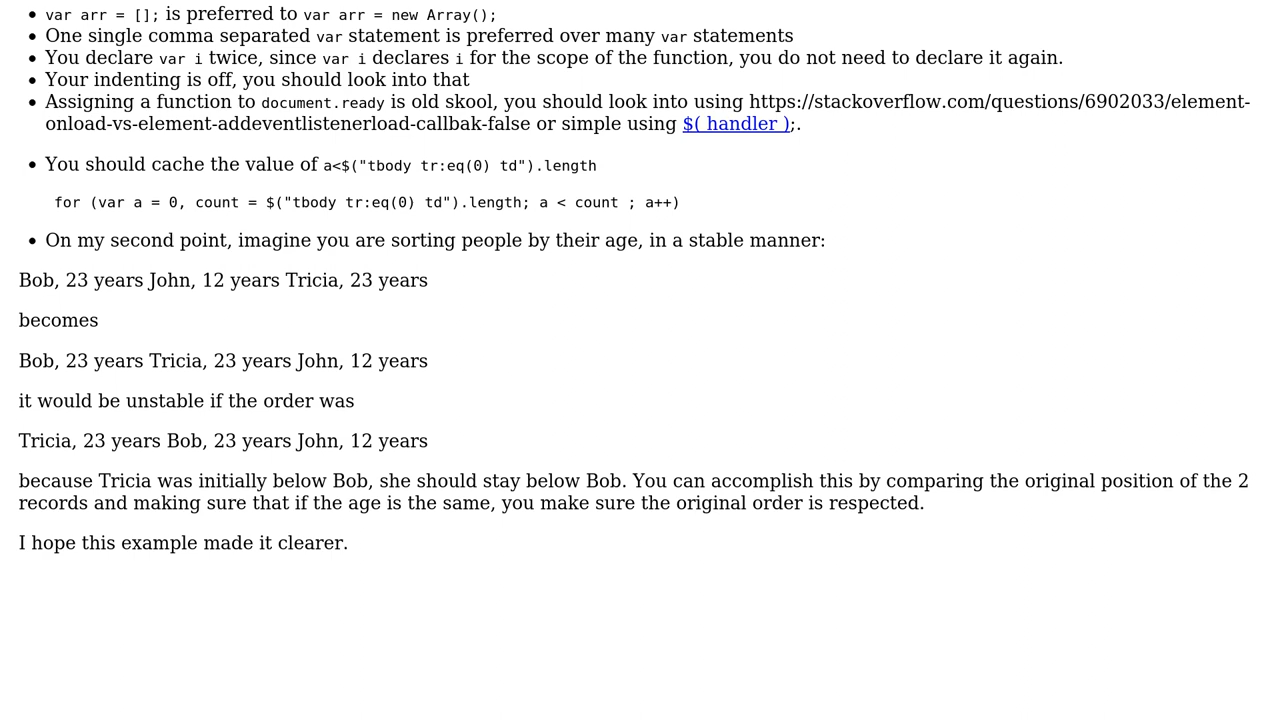 var arr = []; is preferred to var arr = new Array();
One single comma separated var statement is preferred over many var statements
You declare var i twice, since var i declares i for the scope of the function, you do not need to declare it again.
Your indenting is off, you should look into that
Assigning a function to document.ready is old skool, you should look into using https://stackoverflow.com/questions/6902033/element-
onload-vs-element-addeventlistenerload-callbak-false or simple using $( handler );.
You should cache the value of a<$("tbody tr:eq(0) td").length
for (var a = 0, count = $("tbody tr:eq(0) td").length; a < count ; a++)
On my second point, imagine you are sorting people by their age, in a stable manner:
Bob, 23 years John, 12 years Tricia, 23 years
becomes
Bob, 23 years Tricia, 23 years John, 12 years
it would be unstable if the order was
Tricia, 23 years Bob, 23 years John, 12 years
because Tricia was initially below Bob, she should stay below Bob. You can accomplish this by comparing the original position of the 2
records and making sure that if the age is the same, you make sure the original order is respected.
I hope this example made it clearer.